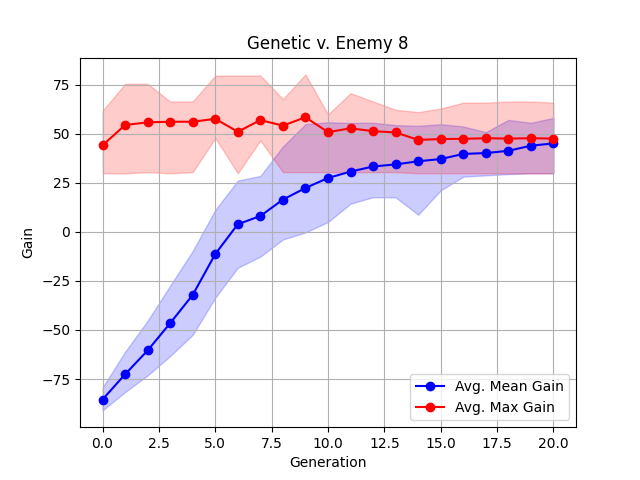 Genetic v. Enemy 8
Gain
75
50
25
0
−25
−50
−75
0.0 2.5 5.0 7.5 10.0 12.5 15.0 17.5 20.0
Generation
Avg. Mean Gain
Avg. Max Gain